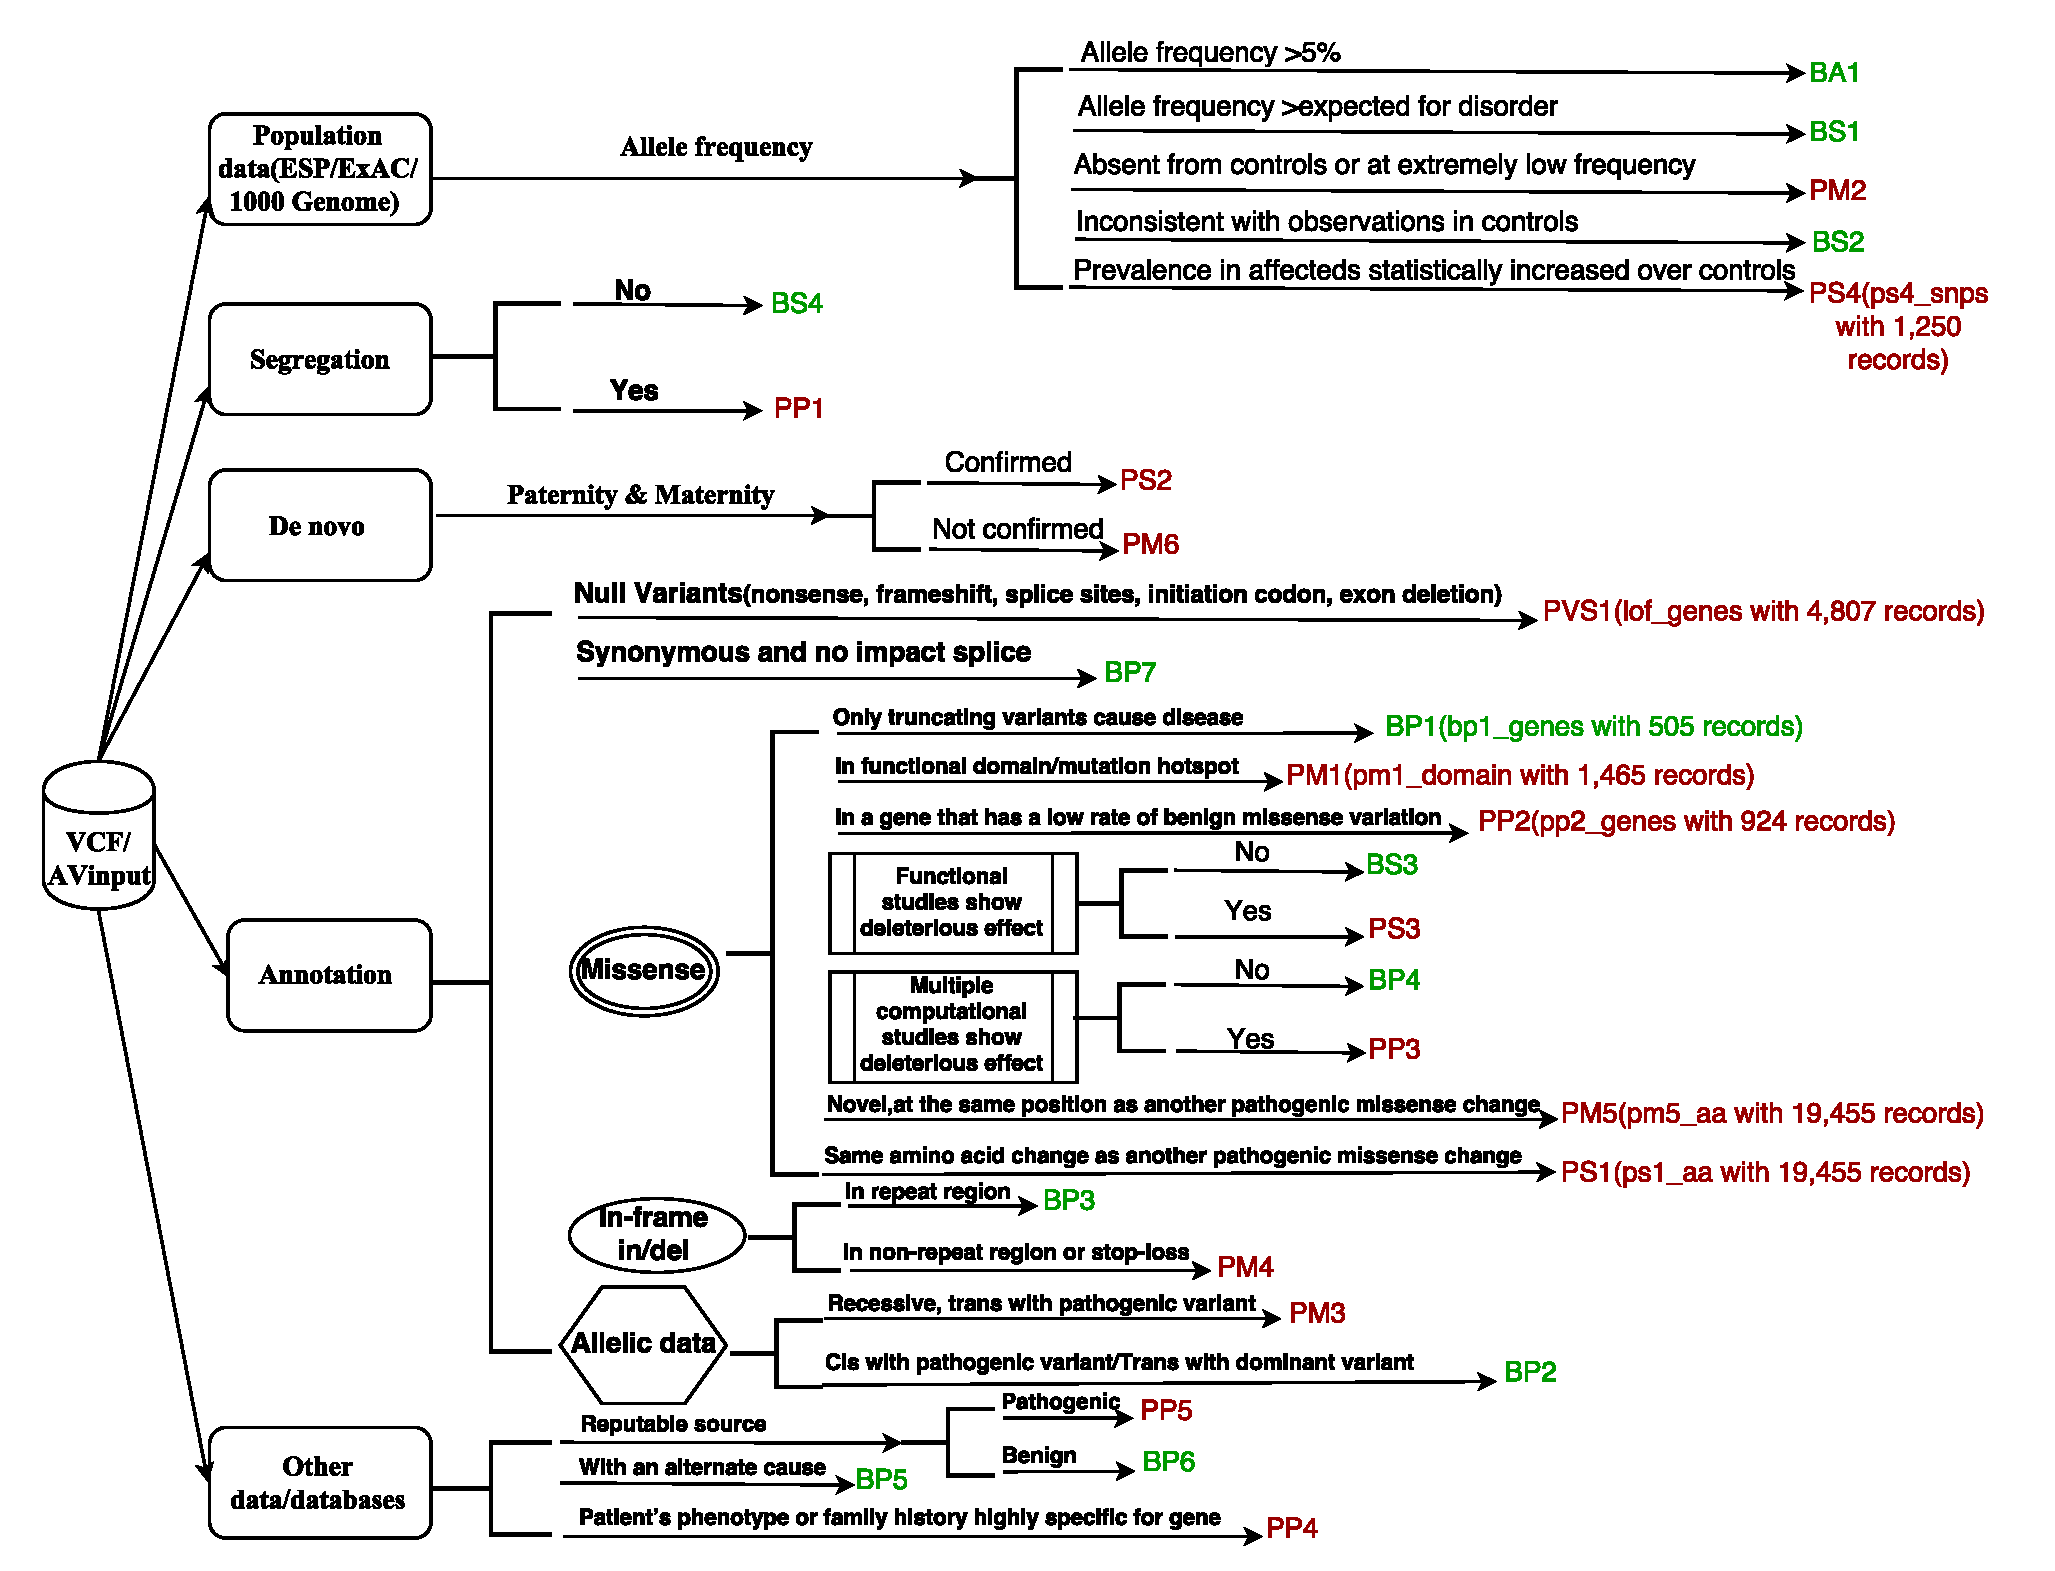 Allele frequency >5%
BA1
Population
data(ESP/ExAC/
1000 Genome)
Allele frequency
Allele frequency >expected for disorder
BS1
Absent from controls or at extremely low frequency
PM2
Inconsistent with observations in controls
BS2
Prevalence in affecteds statistically increased over controls
PS4(ps4_snps
with 1,250
records)
Segregation
No
BS4
Yes
PP1
De novo
Paternity & Maternity
Confirmed
PS2
Not confirmed
PM6
VCF/
AVinput
Annotation
Null Variants(nonsense, frameshift, splice sites, initiation codon, exon deletion)
PVS1(lof_genes with 4,807 records)
Synonymous and no impact splice
BP7
Missense
Only truncating variants cause disease
BP1(bp1_genes with 505 records)
In functional domain/mutation hotspot
PM1(pm1_domain with 1,465 records)
In a gene that has a low rate of benign missense variation
PP2(pp2_genes with 924 records)
Functional
studies show
deleterious effect
No
BS3
Yes
PS3
Multiple
computational
studies show
deleterious effect
No
BP4
Yes
PP3
Novel,at the same position as another pathogenic missense change
PM5(pm5_aa with 19,455 records)
Same amino acid change as another pathogenic missense change
PS1(ps1_aa with 19,455 records)
In-frame
in/del
In repeat region
BP3
In non-repeat region or stop-loss
PM4
Allelic data
Recessive, trans with pathogenic variant
PM3
Cis with pathogenic variant/Trans with dominant variant
BP2
Other
data/databases
Reputable source
Pathogenic
PP5
Benign
BP6
With an alternate cause
BP5
Patient's phenotype or family history highly specific for gene
PP4